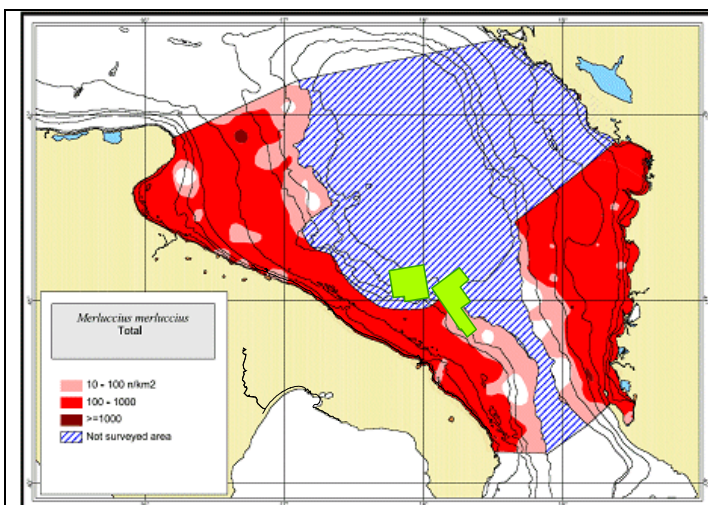 Merluccius merluccius
Total
10 - 100 n/km2
100 - 1000
>=1000
Not surveyed area